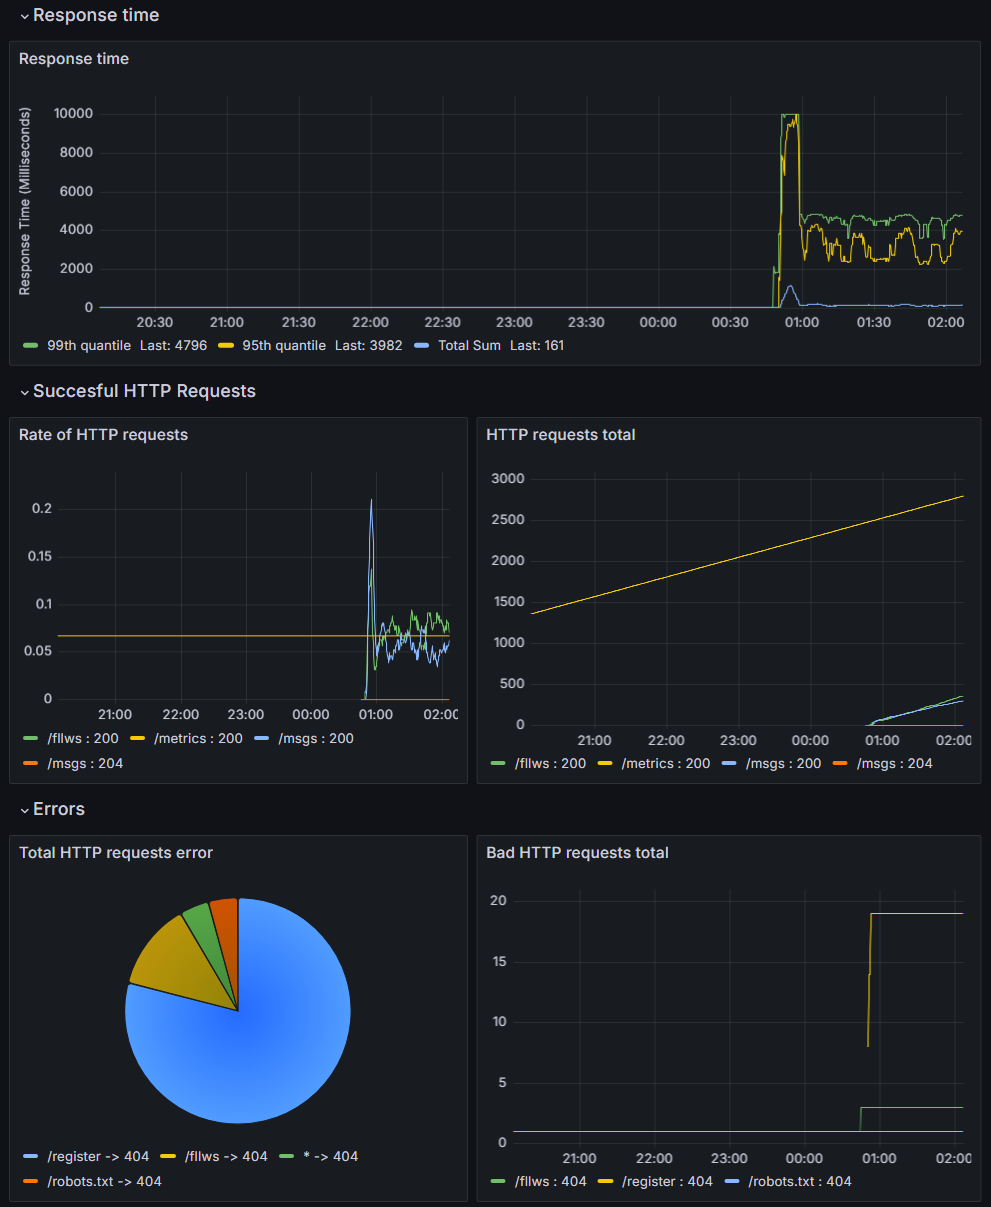 Response time
Response time
Response Time (Milliseconds)
10000
8000
6000
4000
2000
0
20:30 21:00 21:30 22:00 22:30 23:00 23:30 00:00 00:30 01:00 01:30 02:00
99th quantile Last: 4796 95th quantile Last: 3982 Total Sum Last: 161
Succesful HTTP Requests
Rate of HTTP requests
0.2
0.15
0.1
0.05
0
21:00 22:00 23:00 00:00 01:00 02:00
/fllws : 200 /metrics : 200 /msgs : 200
/msgs : 204
HTTP requests total
3000
2500
2000
1500
1000
500
0
21:00 22:00 23:00 00:00 01:00 02:00
/fllws : 200 /metrics : 200 /msgs : 200 /msgs : 204
Errors
Total HTTP requests error
/register -> 404 /fllws -> 404 * -> 404
/robots.txt -> 404
Bad HTTP requests total
20
15
10
5
0
21:00 22:00 23:00 00:00 01:00 02:00
/fllws : 404 /register : 404 /robots.txt : 404